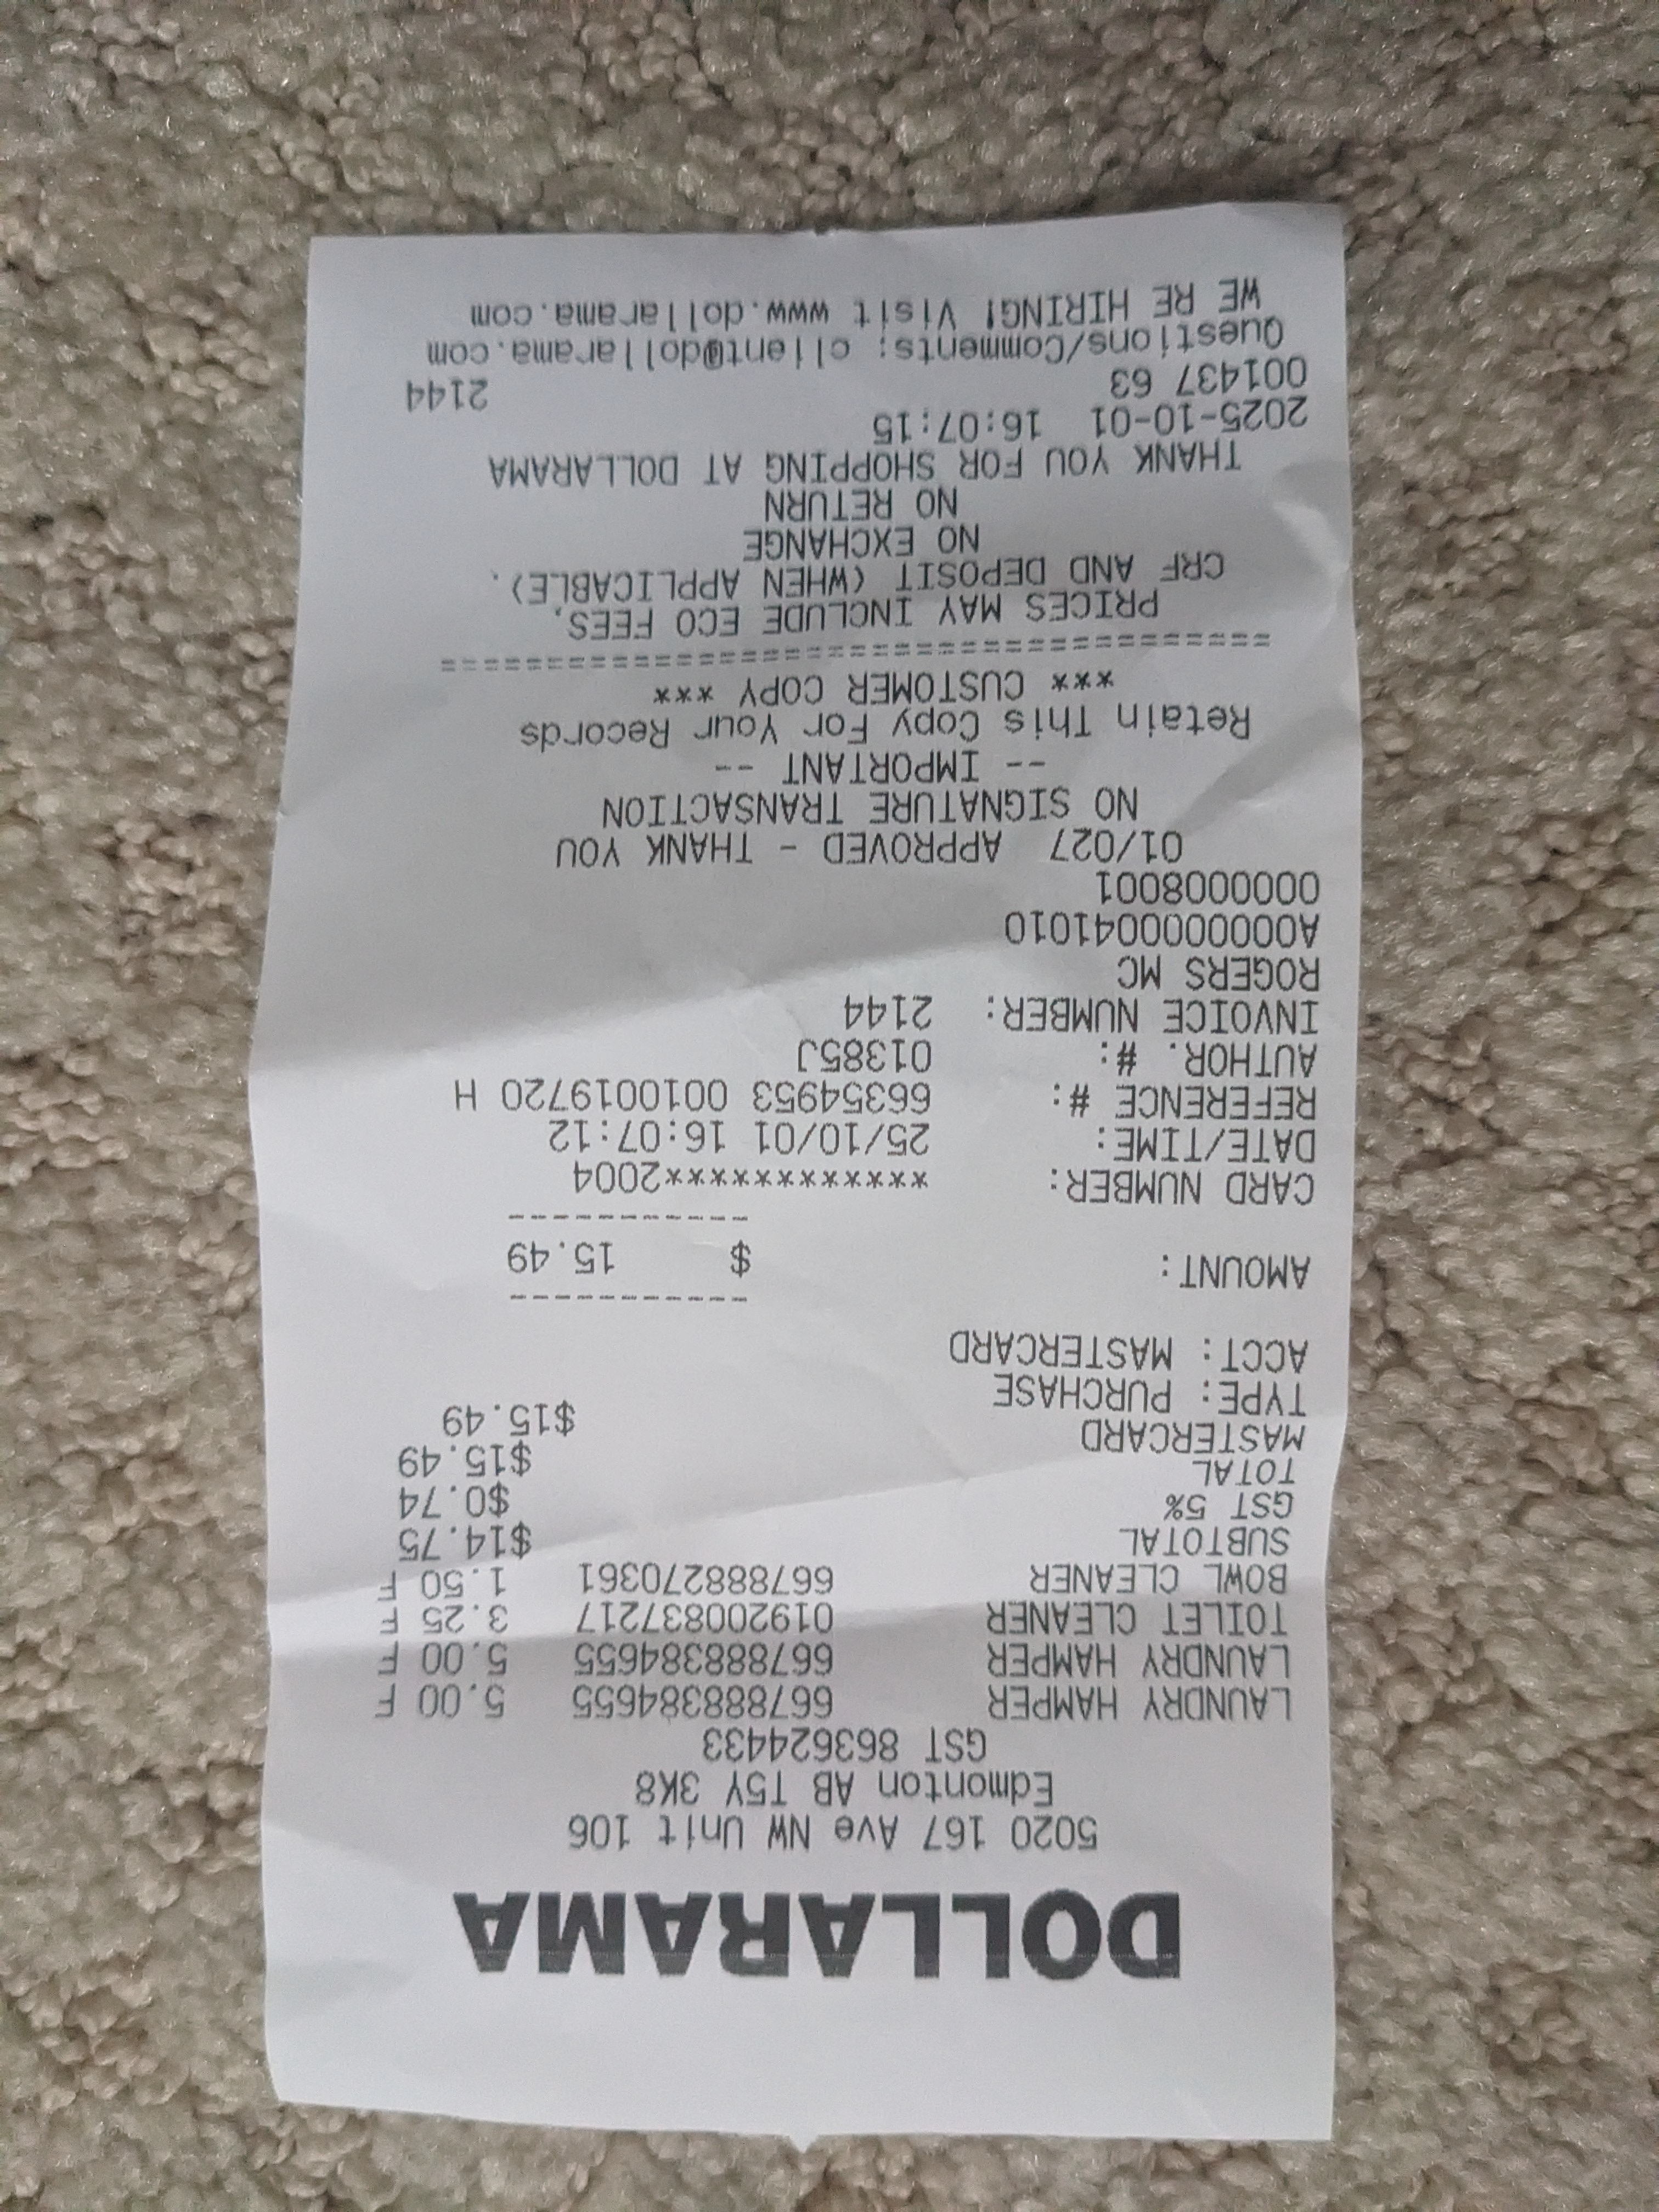 DOLLARAMA
5020 167 Ave NW Unit 106
Edmonton AB T5Y 3K8
GST 863624433
LAUNDRY HAMPER 667888384655 5.00 F
LAUNDRY HAMPER 667888384655 5.00 F
TOILET CLEANER 019200837217 3.25 F
BOWL CLEANER 667888270361 1.50 F
SUBTOTAL $14.75
GST 5% $0.74
TOTAL $15.49
MASTERCARD $15.49
TYPE: PURCHASE
ACCT: MASTERCARD
------------
AMOUNT: $ 15.49
------------
CARD NUMBER: ************2004
DATE/TIME: 25/10/01 16:07:12
REFERENCE #: 66354953 0010019720 H
AUTHOR. #: 01385J
INVOICE NUMBER: 2144
ROGERS MC
A0000000041010
0000008001
01/027 APPROVED - THANK YOU
NO SIGNATURE TRANSACTION
-- IMPORTANT --
Retain This Copy For Your Records
*** CUSTOMER COPY ***
================================
PRICES MAY INCLUDE ECO FEES,
CRF AND DEPOSIT (WHEN APPLICABLE).
NO EXCHANGE
NO RETURN
THANK YOU FOR SHOPPING AT DOLLARAMA
2025-10-01 16:07:15
001437 63 2144
Questions/Comments: client@dollarama.com
WE RE HIRING! Visit www.dollarama.com